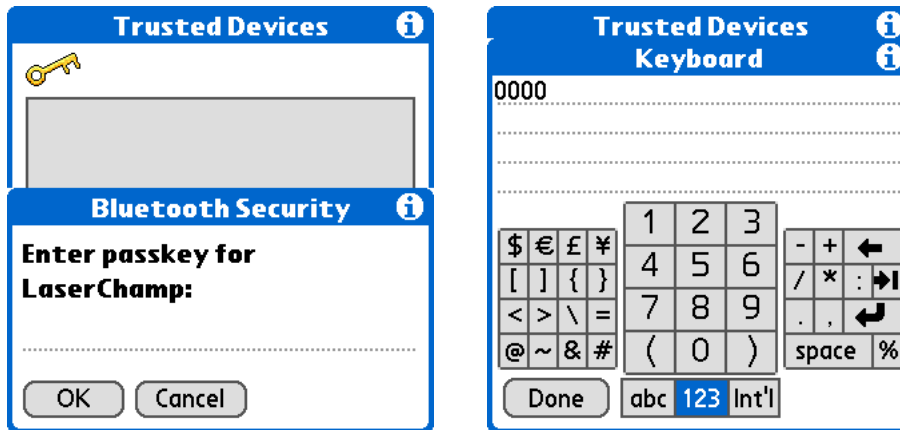 Trusted Devices
Bluetooth Security
Enter passkey for
LaserChamp:
OK Cancel
Trusted Devices
Keyboard
0000
$ € £ ¥ 1 2 3 - +
[ ] { } 4 5 6 / * :
< > \ = 7 8 9 . ,
@ ~ & # ( 0 ) space %
Done abc 123 Int'l